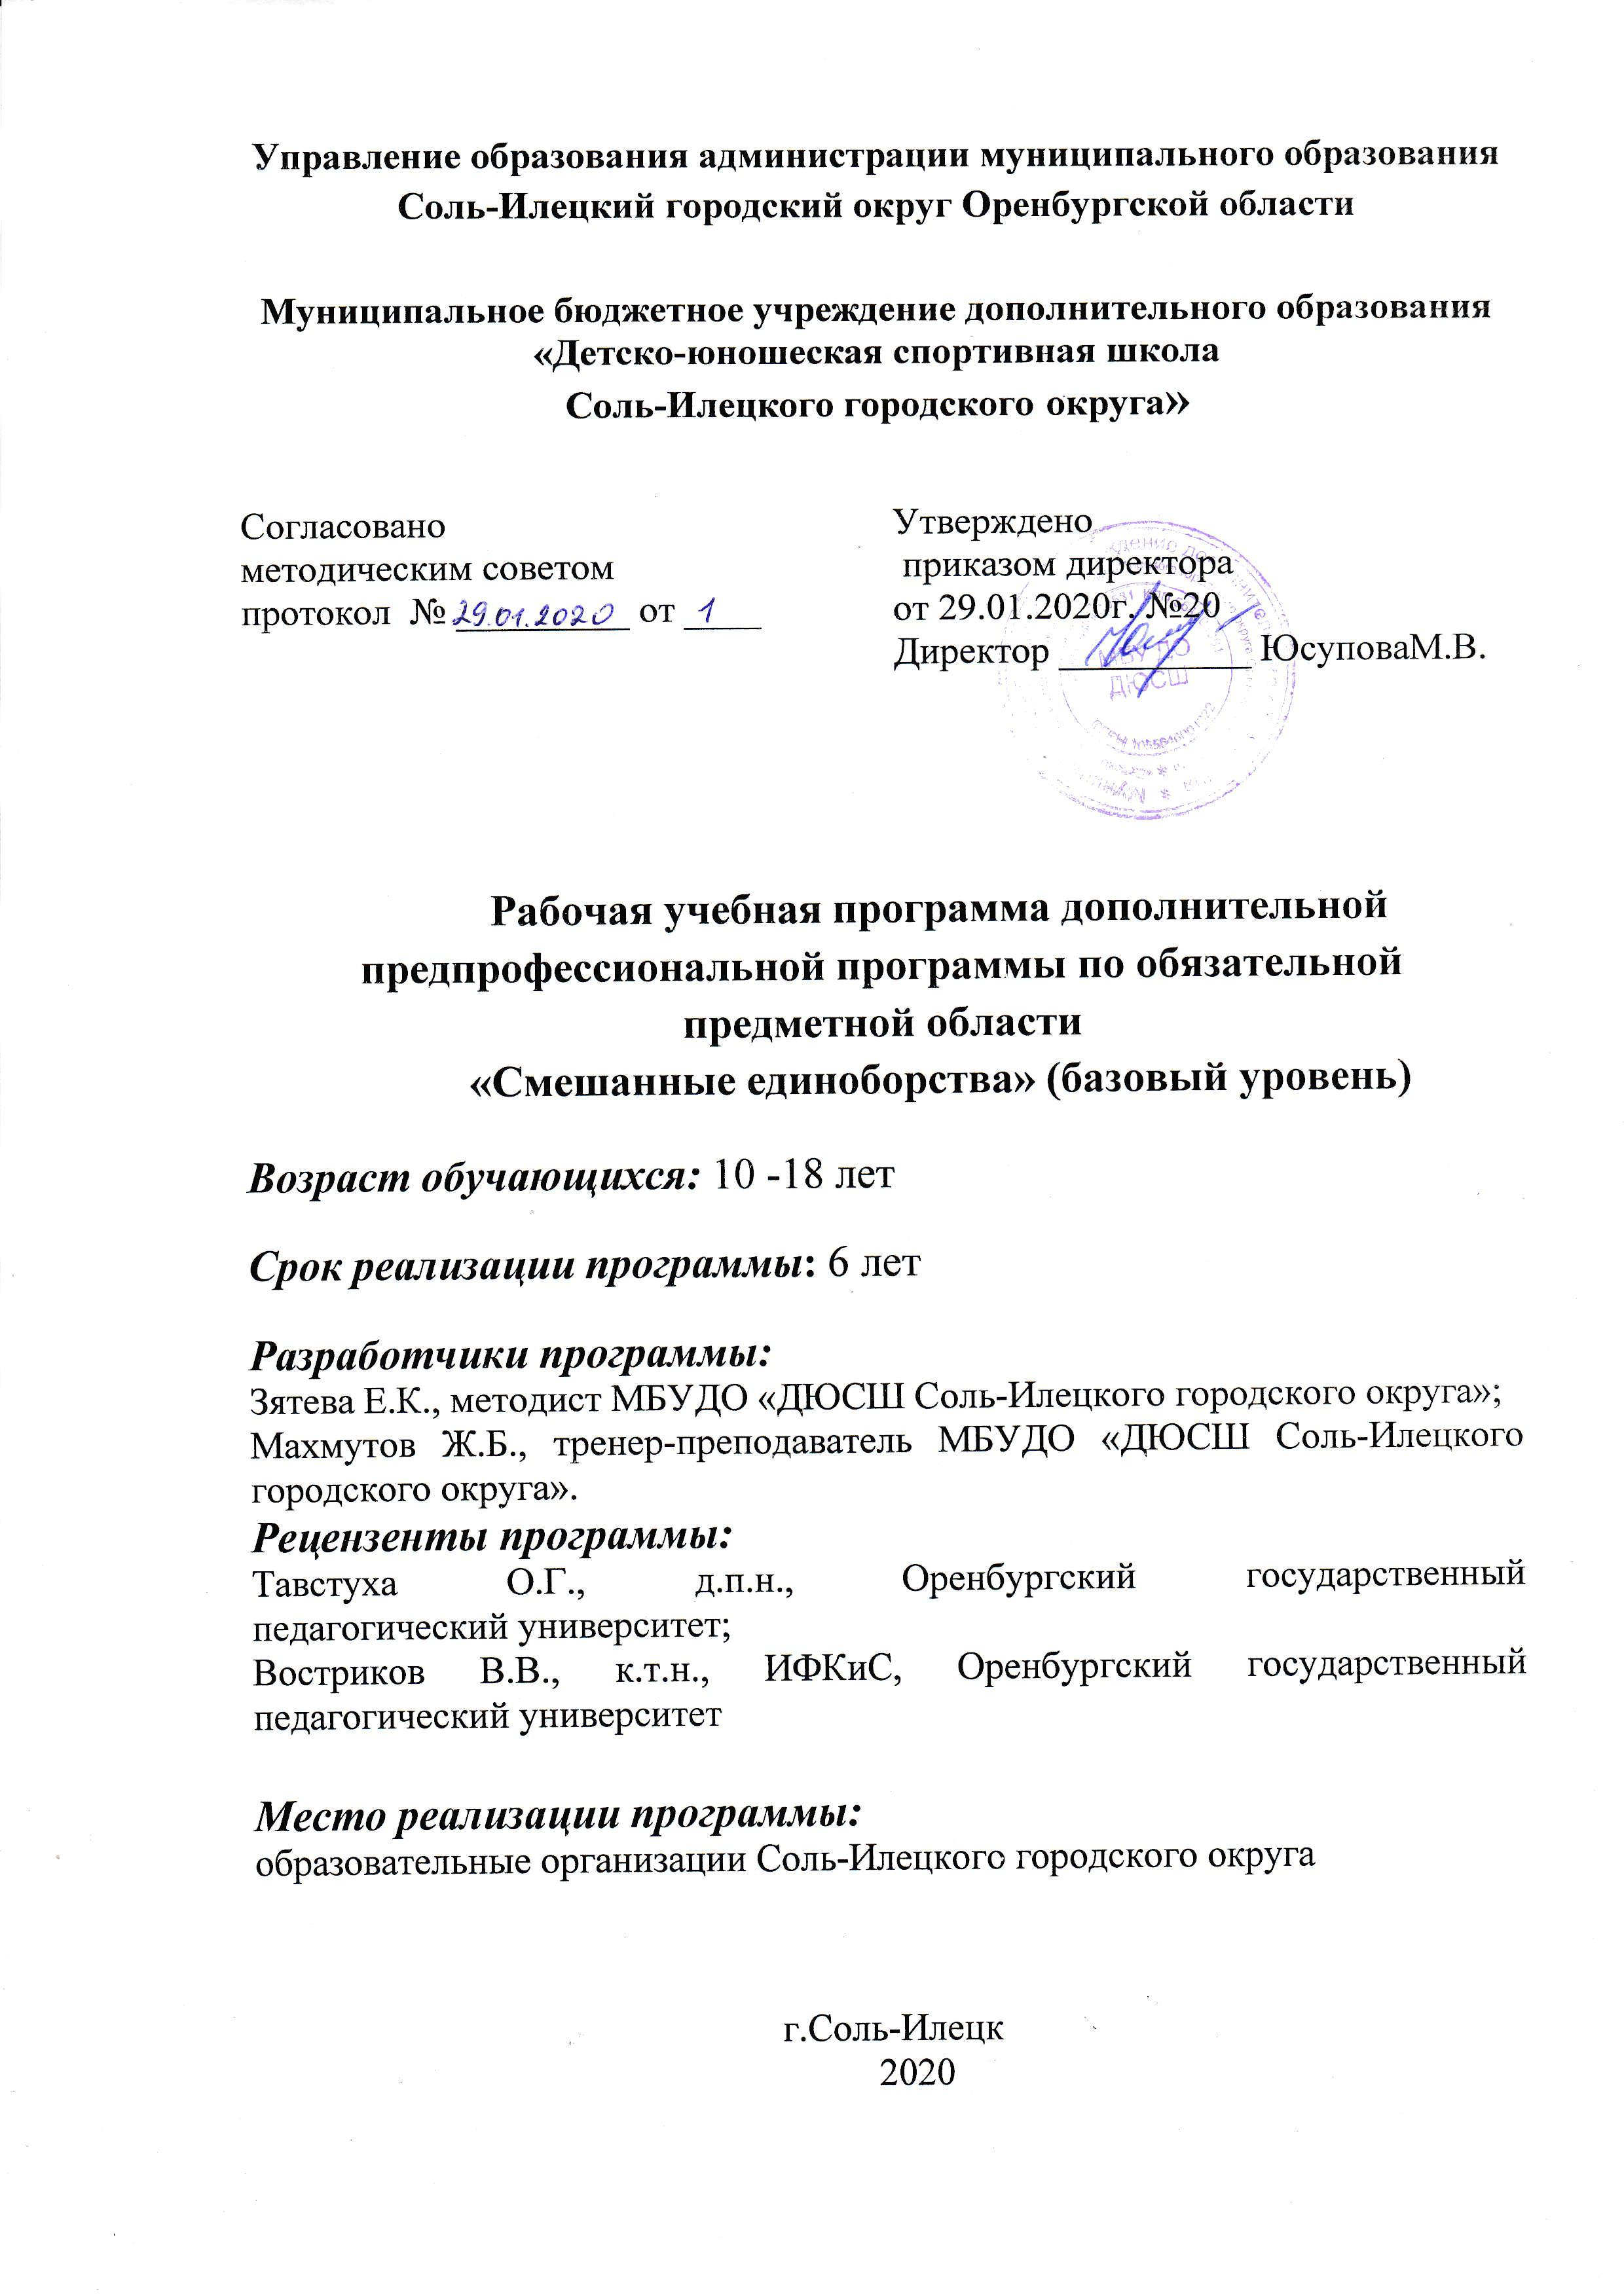 Управление образования администрации муниципального образования
Соль-Илецкий городский округ Оренбургской области
Муниципальное бюджетное учреждение дополнительного образования
«Детско-юношеская спортивная школа
Соль-Илецкого городского округа»
Согласовано
методическим советом
протокол № 29.01.2020 от 1
Утверждено
приказом директора
от 29.01.2020г. №20
Директор ЮсуповаМ.В.
ДЮСШ
Рабочая учебная программа дополнительной
предпрофессиональной программы по обязательной
предметной области
«Смешанные единоборства» (базовый уровень)
Возраст обучающихся: 10 -18 лет
Срок реализации программы: 6 лет
Разработчики программы:
Зятева Е.К., методист МБУДО «ДЮСШ Соль-Илецкого городского округа»;
Махмутов Ж.Б., тренер-преподаватель МБУДО «ДЮСШ Соль-Илецкого
городского округа».
Рецензенты программы:
Тавстуха О.Г., д.п.н., Оренбургский государственный
педагогический университет;
Востриков В.В., к.т.н., ИФКиС, Оренбургский государственный
педагогический университет
Место реализации программы:
образовательные организации Соль-Илецкого городского округа
г.Соль-Илецк
2020